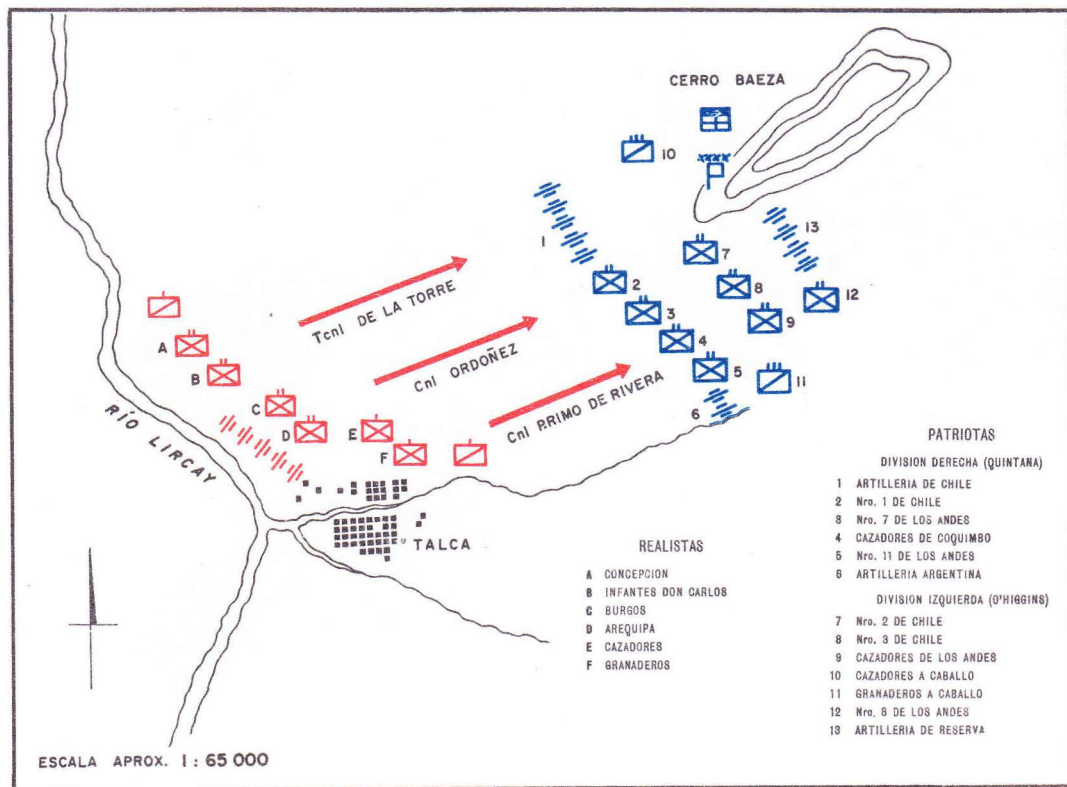 CERRO BAEZA
10
XXXX
13
1
7
2
8
12
3
9
4
5
11
6
Tcnl DE LA TORRE
Cnl ORDOÑEZ
Cnl PRIMO DE RIVERA
A
B
C
D
E
F
RÍO LIRCAY
TALCA
REALISTAS
A CONCEPCION
B INFANTES DON CARLOS
C BURGOS
D AREQUIPA
E CAZADORES
F GRANADEROS
PATRIOTAS
DIVISION DERECHA (QUINTANA)
1 ARTILLERIA DE CHILE
2 Nro. 1 DE CHILE
8 Nro. 7 DE LOS ANDES
4 CAZADORES DE COQUIMBO
5 Nro. 11 DE LOS ANDES
6 ARTILLERIA ARGENTINA
DIVISION IZQUIERDA (O'HIGGINS)
7 Nro. 2 DE CHILE
8 Nro. 3 DE CHILE
9 CAZADORES DE LOS ANDES
10 CAZADORES A CABALLO
11 GRANADEROS A CABALLO
12 Nro. 8 DE LOS ANDES
13 ARTILLERIA DE RESERVA
ESCALA APROX. 1 : 65 000